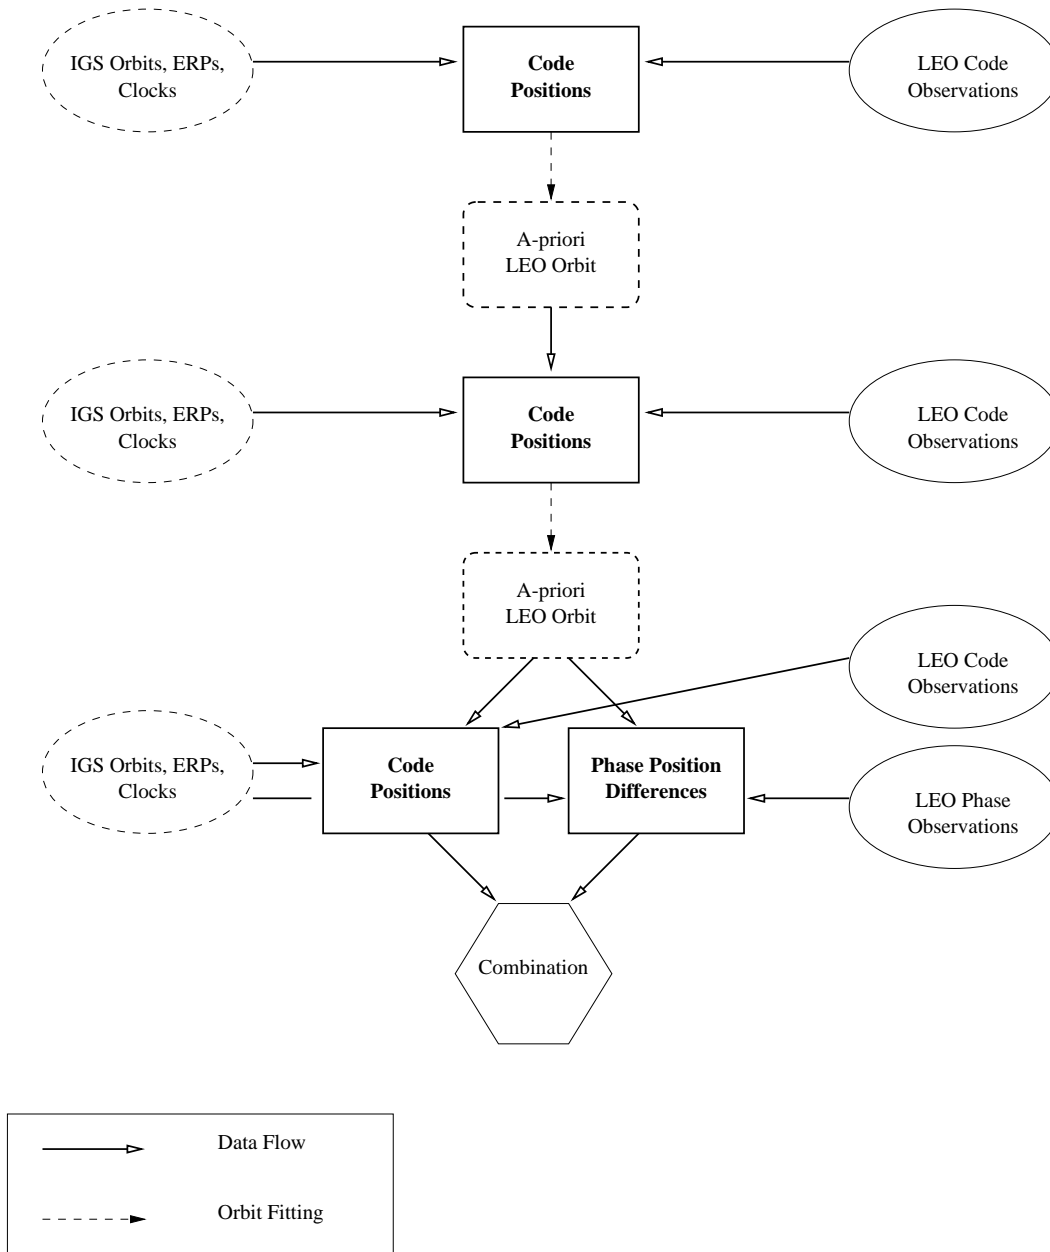 IGS Orbits, ERPs,
Clocks
Code
Positions
LEO Code
Observations
A-priori
LEO Orbit
IGS Orbits, ERPs,
Clocks
Code
Positions
LEO Code
Observations
A-priori
LEO Orbit
LEO Code
Observations
IGS Orbits, ERPs,
Clocks
Code
Positions
Phase Position
Differences
LEO Phase
Observations
Combination
Data Flow
Orbit Fitting